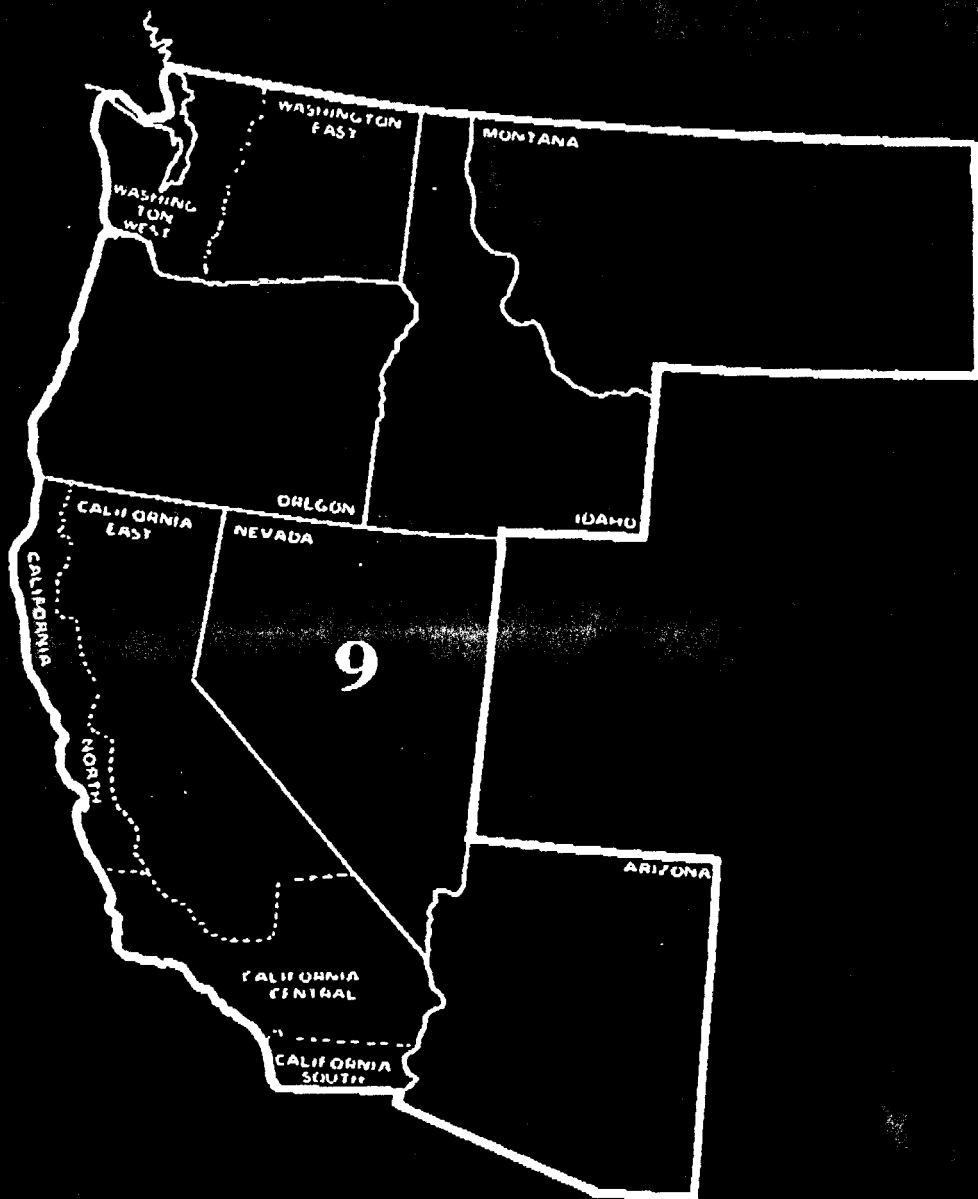 WASHINGTON
EAST
MONTANA
WASHING
TON
WEST
OREGON
IDAHO
CALIFORNIA
EAST
NEVADA
CALIFORNIA
NORTH
9
ARIZONA
CALIFORNIA
CENTRAL
CALIFORNIA
SOUTH